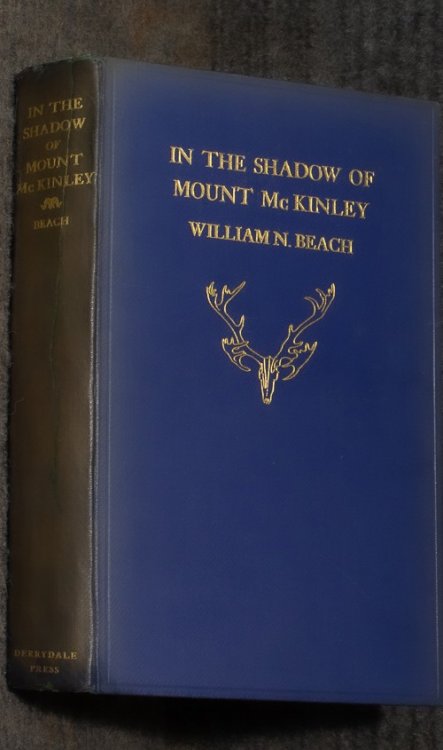 IN THE
SHADOW
OF
MOUNT
McKINLEY
BEACH
DERRYDALE
PRESS
IN THE SHADOW OF
MOUNT McKINLEY
WILLIAM N. BEACH